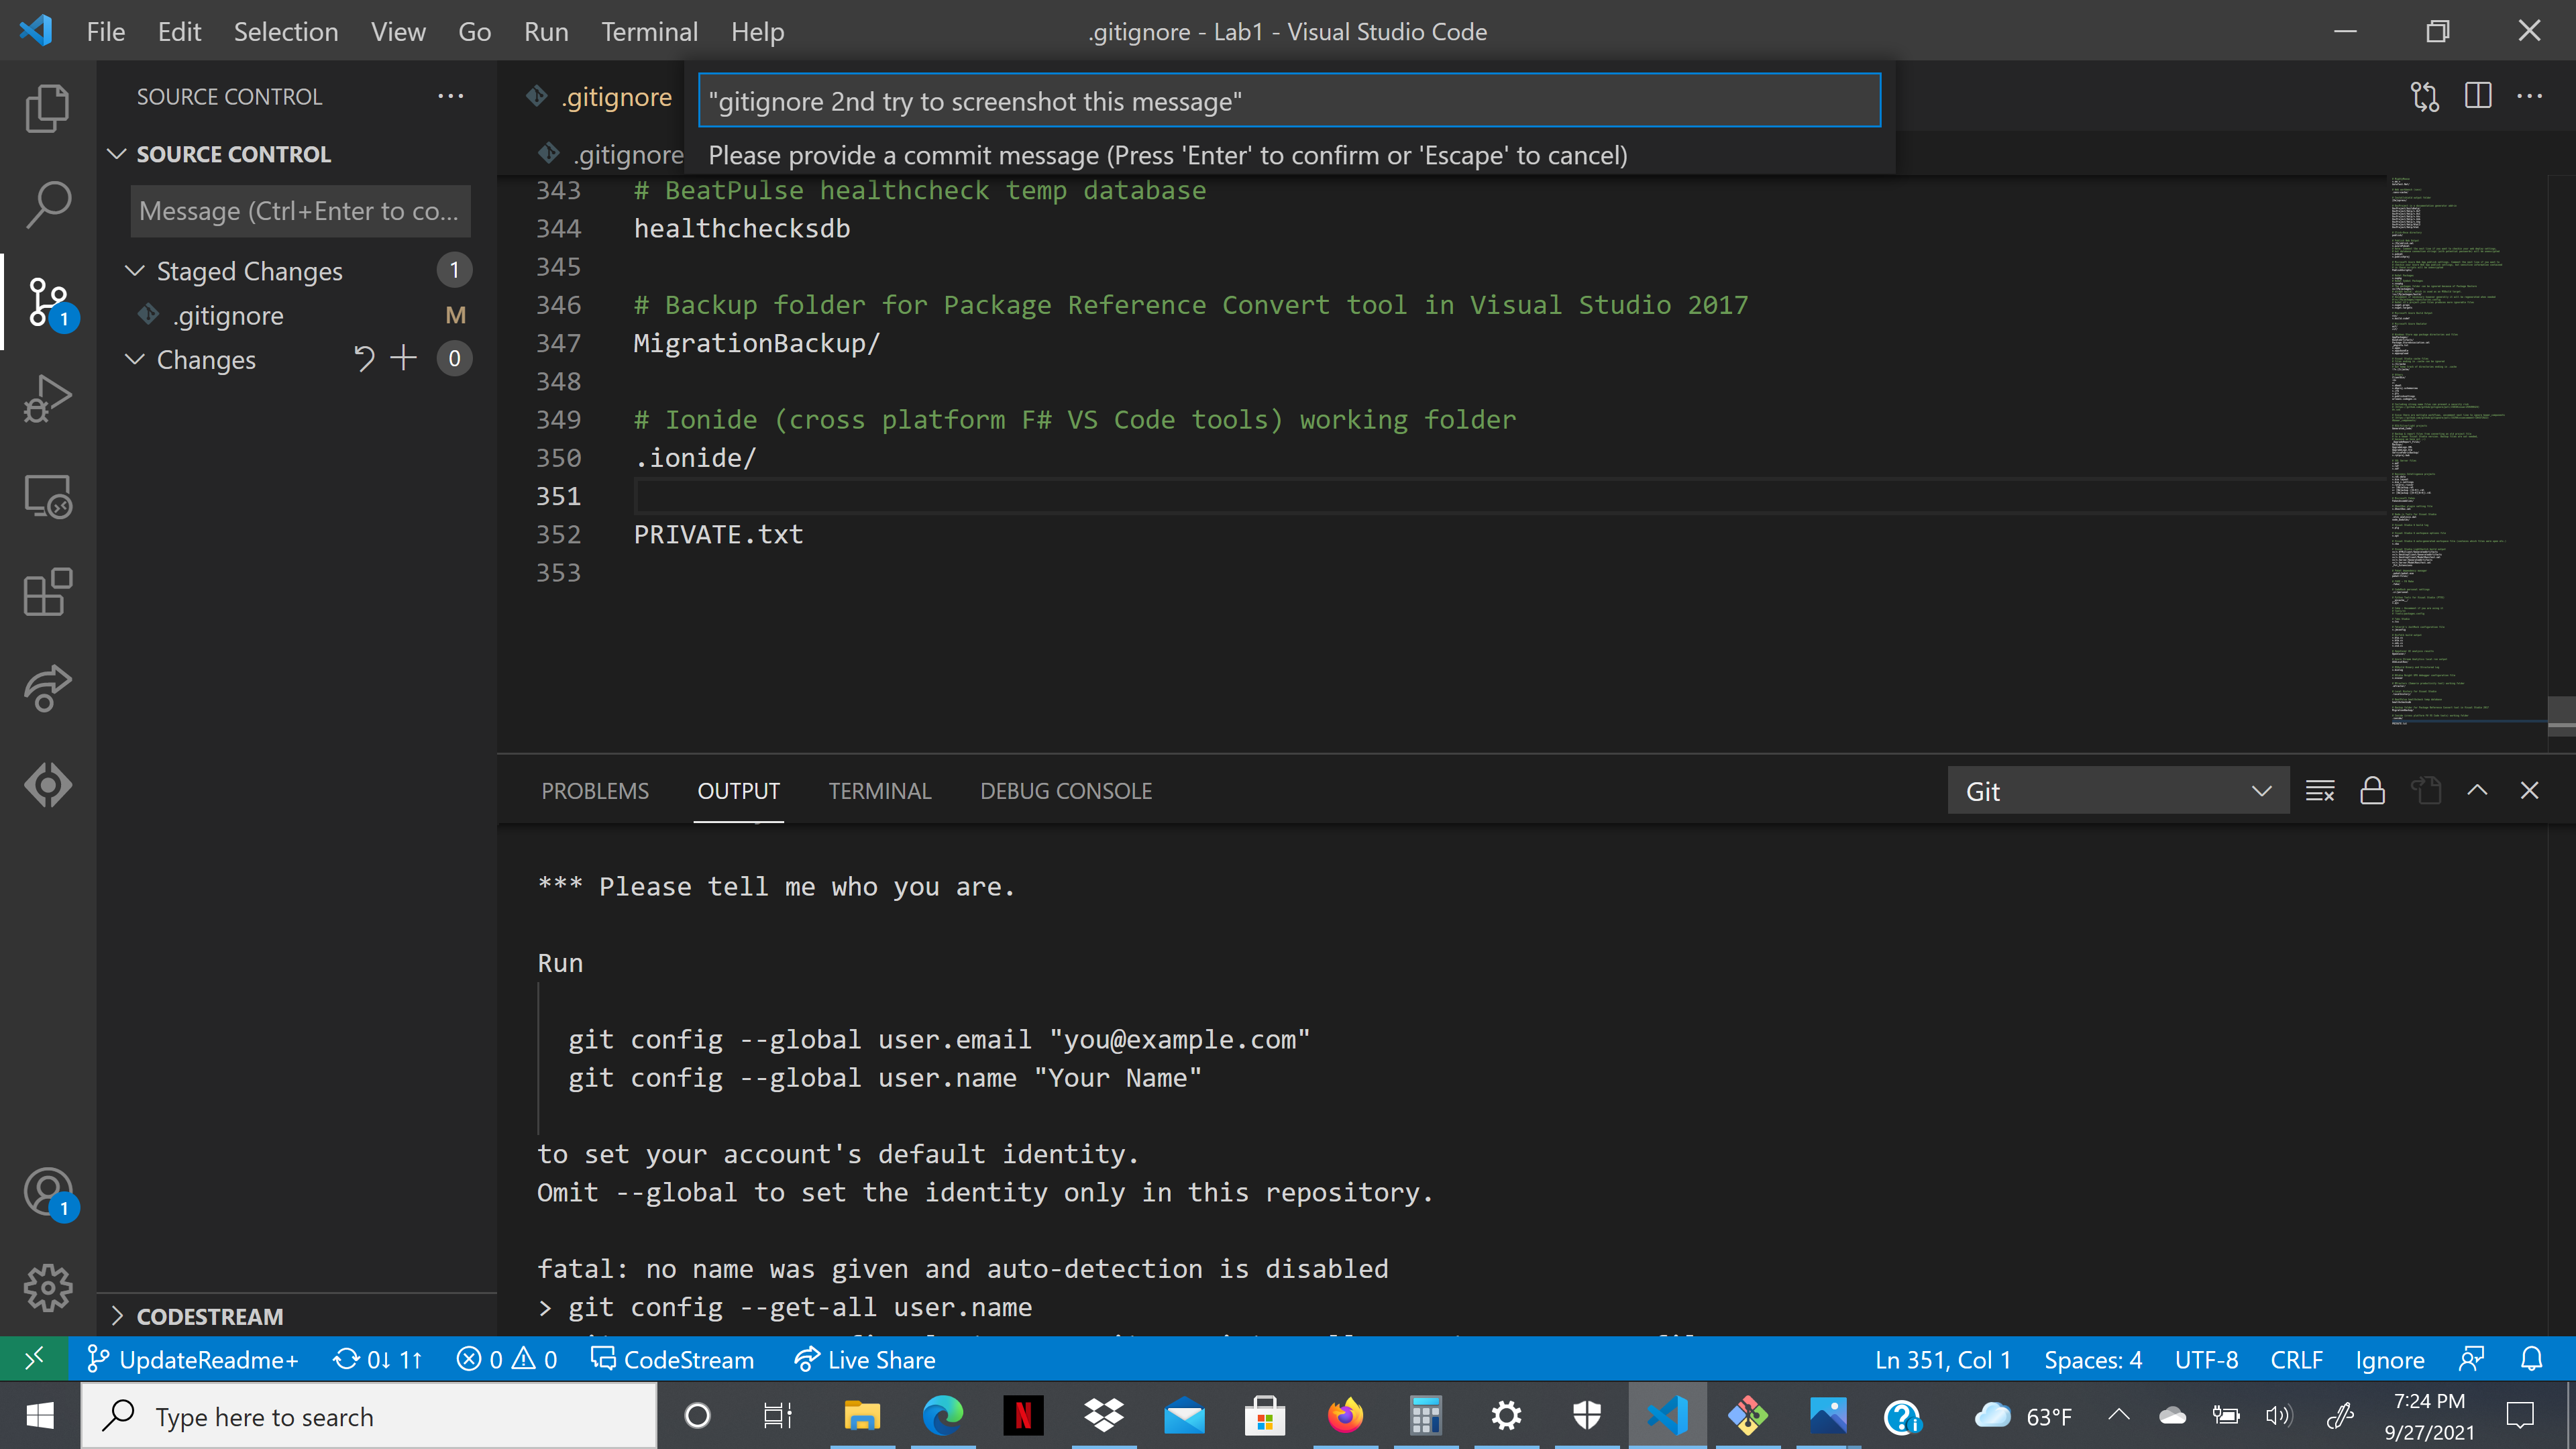 File Edit Selection View Go Run Terminal Help
.gitignore - Lab1 - Visual Studio Code
SOURCE CONTROL
.gitignore
"gitignore 2nd try to screenshot this message"
Please provide a commit message (Press 'Enter' to confirm or 'Escape' to cancel)
.gitignore
SOURCE CONTROL
Message (Ctrl+Enter to co...
Staged Changes 1
.gitignore M
Changes 0
1
343 # BeatPulse healthcheck temp database
344 healthchecksdb
345
346 # Backup folder for Package Reference Convert tool in Visual Studio 2017
347 MigrationBackup/
348
349 # Ionide (cross platform F# VS Code tools) working folder
350 .ionide/
351
352 PRIVATE.txt
353
PROBLEMS OUTPUT TERMINAL DEBUG CONSOLE
Git
*** Please tell me who you are.
Run
git config --global user.email "you@example.com"
git config --global user.name "Your Name"
to set your account's default identity.
Omit --global to set the identity only in this repository.
fatal: no name was given and auto-detection is disabled
> git config --get-all user.name
1
CODESTREAM
UpdateReadme+ 0↓ 1↑ 0 0 CodeStream Live Share
Ln 351, Col 1 Spaces: 4 UTF-8 CRLF Ignore
Type here to search
N
63°F
7:24 PM
9/27/2021